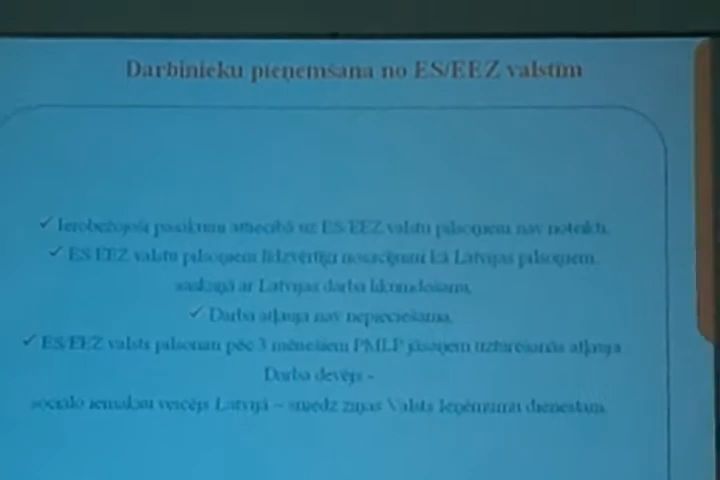 Darbinieku pieņemšana no ES/EEZ valstīm
✓ Ierobežojoši pasākumi attiecībā uz ES/EEZ valstu pilsoņiem nav noteikti.
✓ ES/EEZ valstu pilsoņiem līdzvērtīgi nosacījumi kā Latvijas pilsoņiem,
saskaņā ar Latvijas darba likumdošanu,
✓ Darba atļauja nav nepieciešama,
✓ ES/EEZ valsts pilsonim pēc 3 mēnešiem PMLP jāsaņem uzturēšanās atļauja
Darba devējs -
sociālo iemaksu veicējs Latvijā – sniedz ziņas Valsts Ieņēmumu dienestam